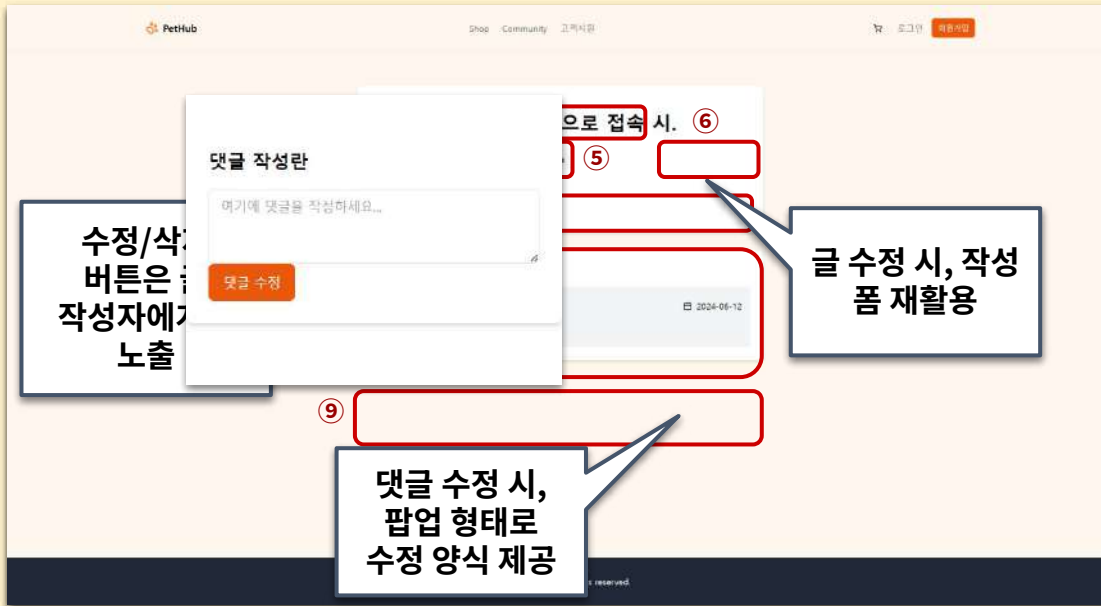 PetHub
Shop Community 고객지원
로그인 회원가입
으로 접속 시. ⑥
⑤
댓글 작성란
여기에 댓글을 작성하세요...
댓글 수정
수정/삭
버튼은
작성자에
노출
글 수정 시, 작성
폼 재활용
2024-06-12
⑨
댓글 수정 시,
팝업 형태로
수정 양식 제공
reserved.